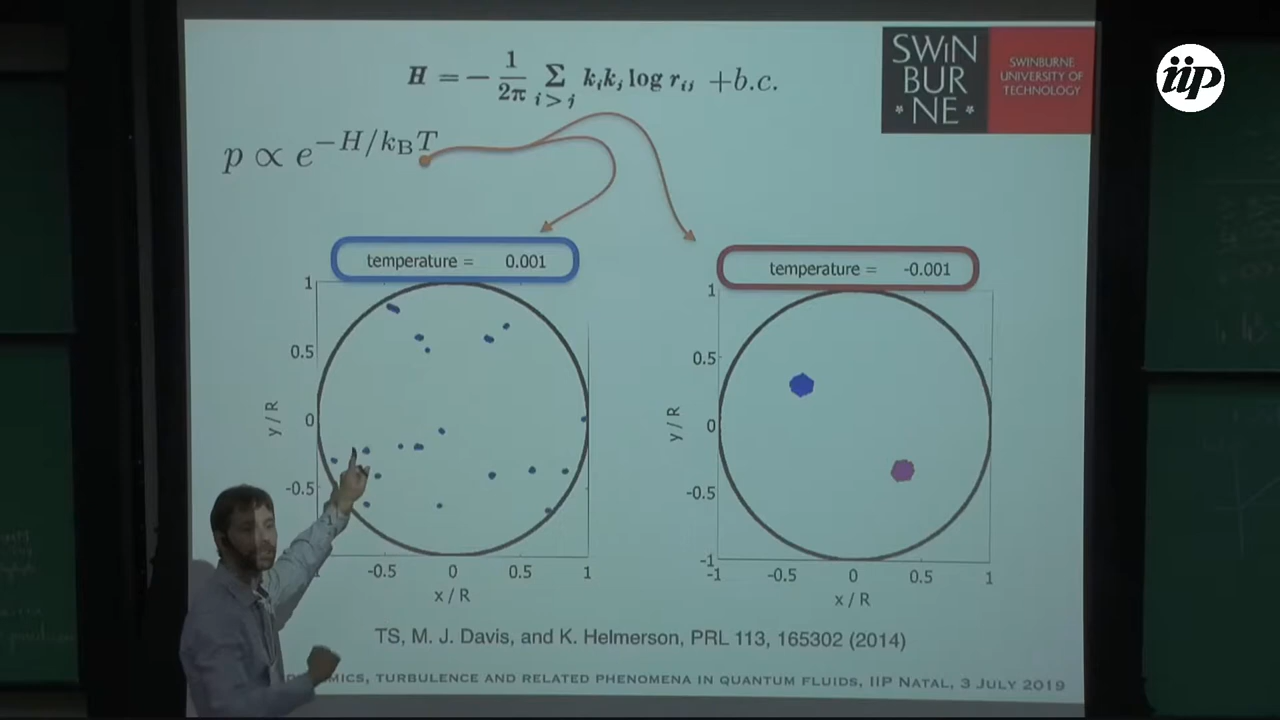 H = - 1/2π Σ i>j k_i k_j log r_ij + b.c.
SWiN
BUR
* NE *
SWINBURNE
UNIVERSITY OF
TECHNOLOGY
iip
p ∝ e^{-H/k_B T}
temperature = 0.001
temperature = -0.001
1
0.5
0
-0.5
y / R
-0.5 0 0.5 1
x / R
1
0.5
0
-0.5
-1
y / R
-1 -0.5 0 0.5 1
x / R
TS, M. J. Davis, and K. Helmerson, PRL 113, 165302 (2014)
MICS, TURBULENCE AND RELATED PHENOMENA IN QUANTUM FLUIDS, IIP NATAL, 3 JULY 2019